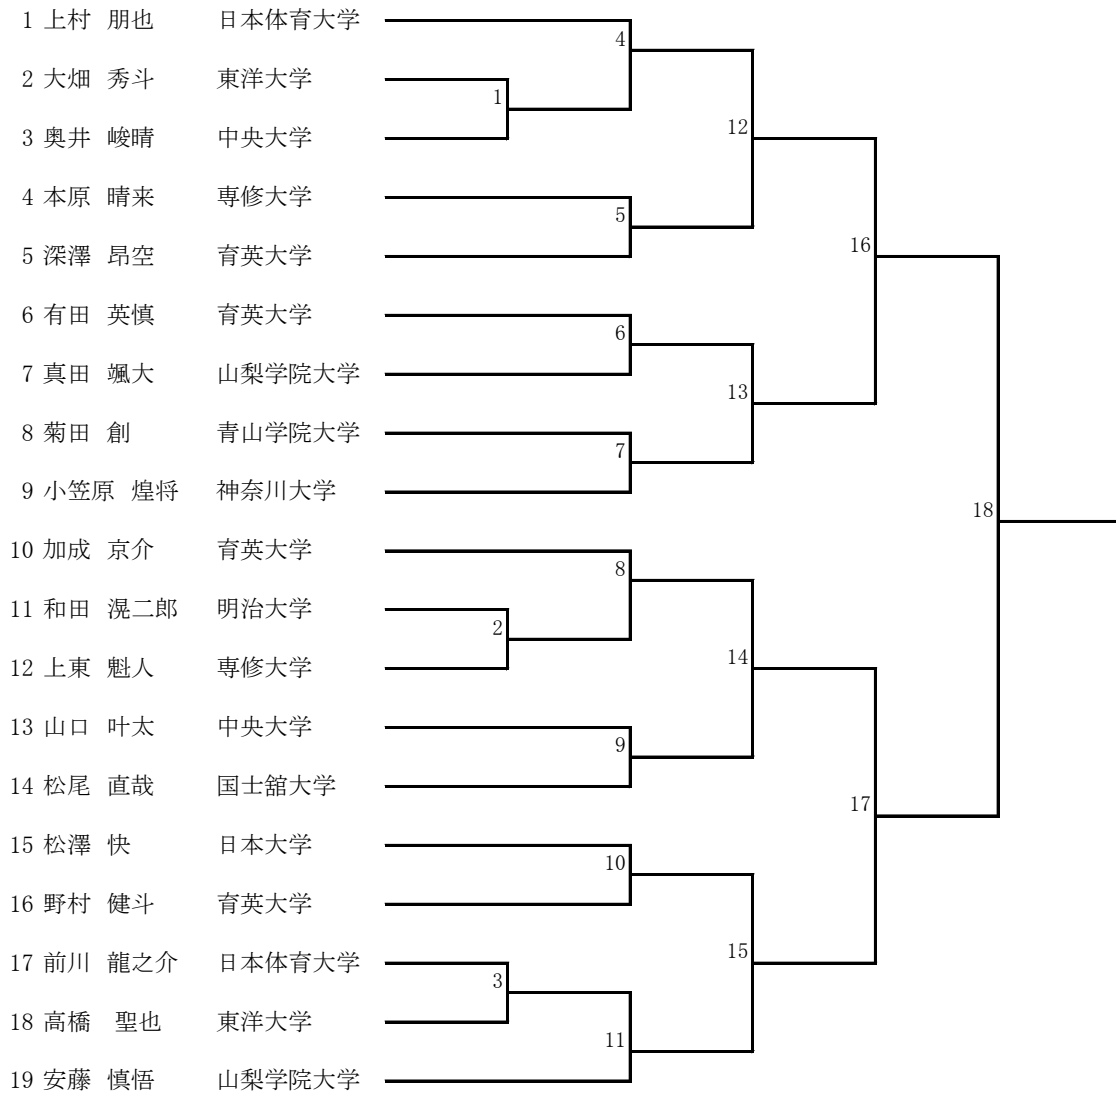 1 上村 朋也 日本体育大学
4
2 大畑 秀斗 東洋大学
1
12
3 奥井 峻晴 中央大学
4 本原 晴来 専修大学
5
16
5 深澤 昂空 育英大学
6 有田 英慎 育英大学
6
7 真田 颯大 山梨学院大学
13
8 菊田 創 青山学院大学
7
9 小笠原 煌将 神奈川大学
18
10 加成 京介 育英大学
8
11 和田 滉二郎 明治大学
2
14
12 上東 魁人 専修大学
13 山口 叶太 中央大学
9
14 松尾 直哉 国士舘大学
17
15 松澤 快 日本大学
10
16 野村 健斗 育英大学
15
17 前川 龍之介 日本体育大学
3
18 高橋 聖也 東洋大学
11
19 安藤 慎悟 山梨学院大学